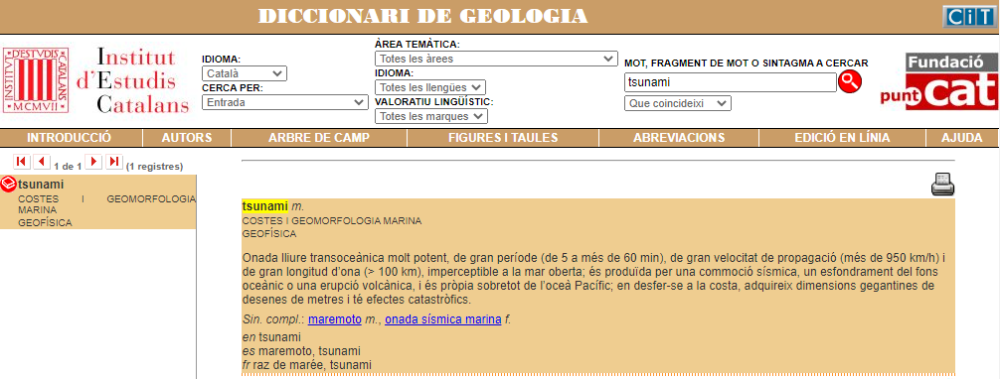 DICCIONARI DE GEOLOGIA
CiT
INSTITVT D'ESTVDIS CATALANS
MCMVII
Institut
d'Estudis
Catalans
IDIOMA:
Català
CERCA PER:
Entrada
ÀREA TEMÀTICA:
Totes les àrees
IDIOMA:
Totes les llengües
VALORATIU LINGÜÍSTIC:
Totes les marques
MOT, FRAGMENT DE MOT O SINTAGMA A CERCAR
tsunami
Que coincideixi
Fundació
punt cat
INTRODUCCIÓ AUTORS ARBRE DE CAMP FIGURES I TAULES ABREVIACIONS EDICIÓ EN LÍNIA AJUDA
1 de 1 (1 registres)
tsunami
COSTES I GEOMORFOLOGIA
MARINA
GEOFÍSICA
tsunami m.
COSTES I GEOMORFOLOGIA MARINA
GEOFÍSICA
Onada lliure transoceànica molt potent, de gran període (de 5 a més de 60 min), de gran velocitat de propagació (més de 950 km/h) i
de gran longitud d'ona (> 100 km), imperceptible a la mar oberta; és produïda per una commoció sísmica, un esfondrament del fons
oceànic o una erupció volcànica, i és pròpia sobretot de l'oceà Pacífic; en desfer-se a la costa, adquireix dimensions gegantines de
desenes de metres i té efectes catastròfics.
Sin. compl.: maremoto m., onada sísmica marina f.
en tsunami
es maremoto, tsunami
fr raz de marée, tsunami